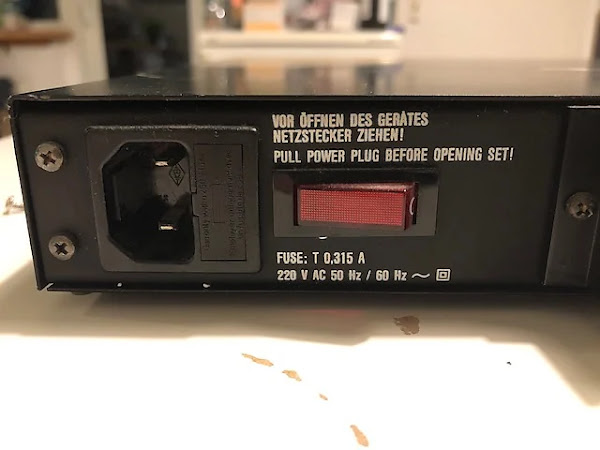 VOR ÖFFNEN DES GERÄTES
NETZSTECKER ZIEHEN!
PULL POWER PLUG BEFORE OPENING SET!
FUSE: T 0,315 A
220 V AC 50 Hz / 60 Hz ~